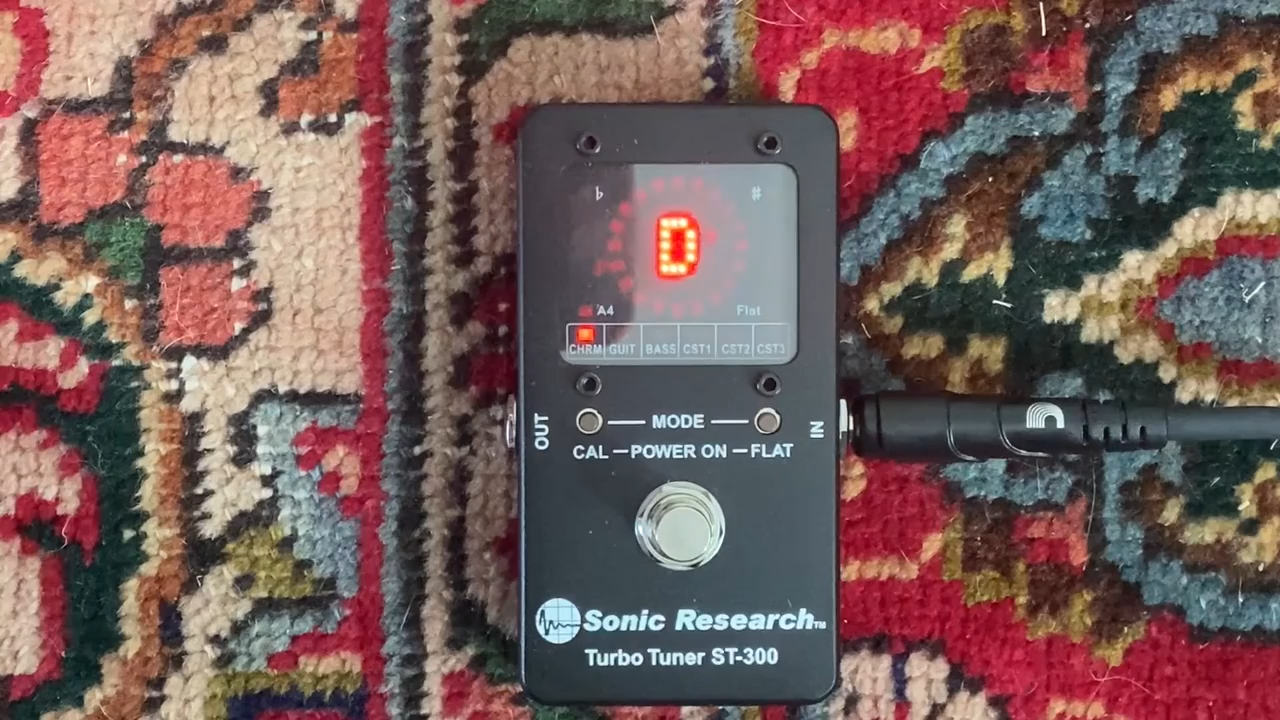 ♭ ♯
D
A4 Flat
CHRM GUIT BASS CST1 CST2 CST3
OUT
MODE
IN
CAL — POWER ON — FLAT
Sonic Research™
Turbo Tuner ST-300